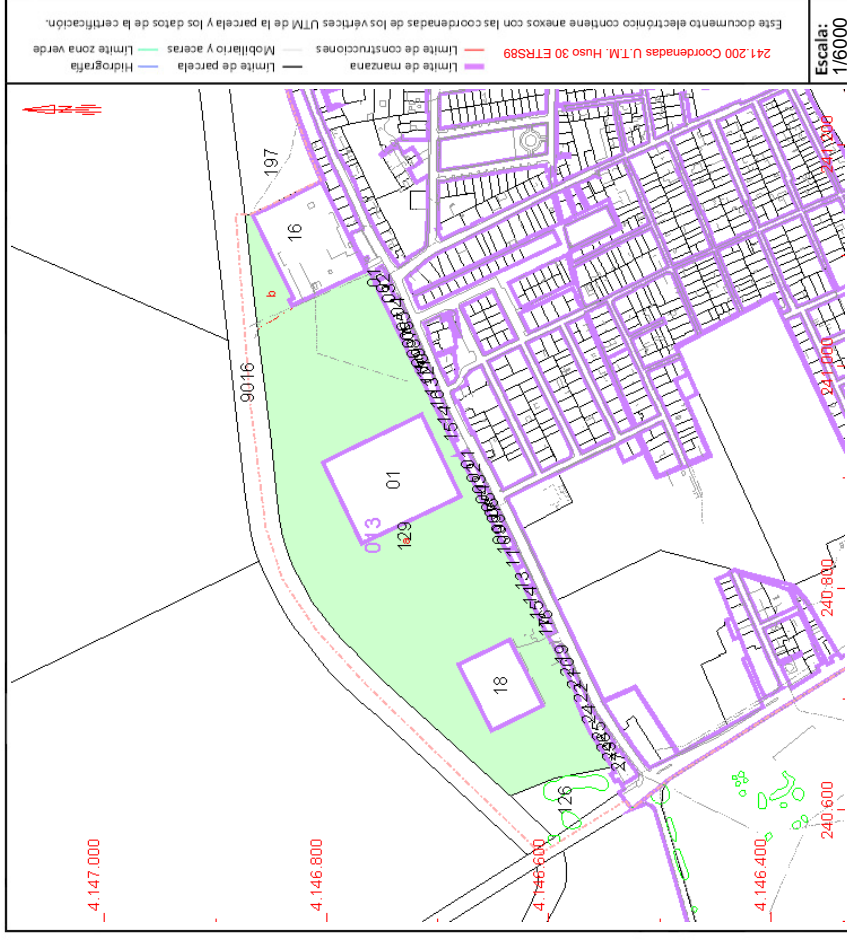 Este documento electrónico contiene anexos con las coordenadas de los vértices UTM de la parcela y los datos de la certificación.
241.200 Coordenadas U.T.M. Huso 30 ETRS89
Límite de manzana
Límite de construcciones
Límite de parcela
Mobiliario y aceras
Hidrografía
Límite zona verde
Escala:
1/6000
197
16
b
9016
01
013
129
18
126
4.147.000
4.146.800
4.146.600
4.146.400
241.200
241.000
240.800
240.600